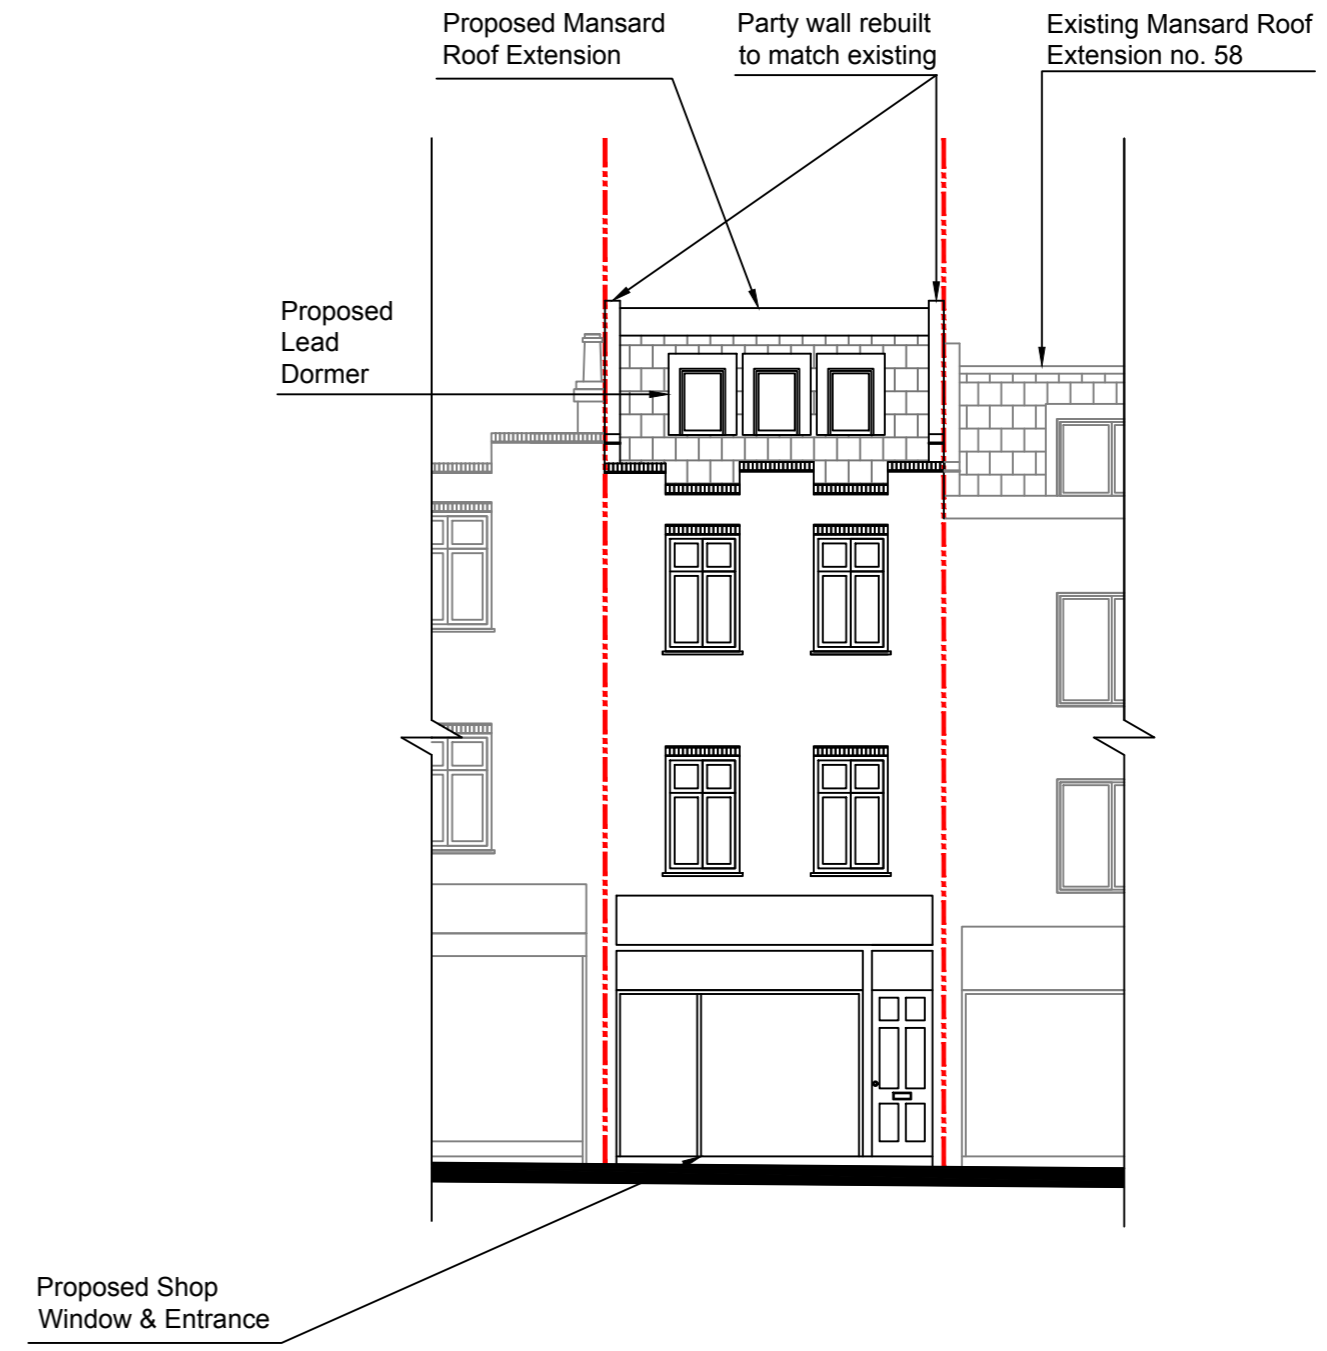 Proposed Mansard
Roof Extension
Party wall rebuilt
to match existing
Existing Mansard Roof
Extension no. 58
Proposed
Lead
Dormer
Proposed Shop
Window & Entrance